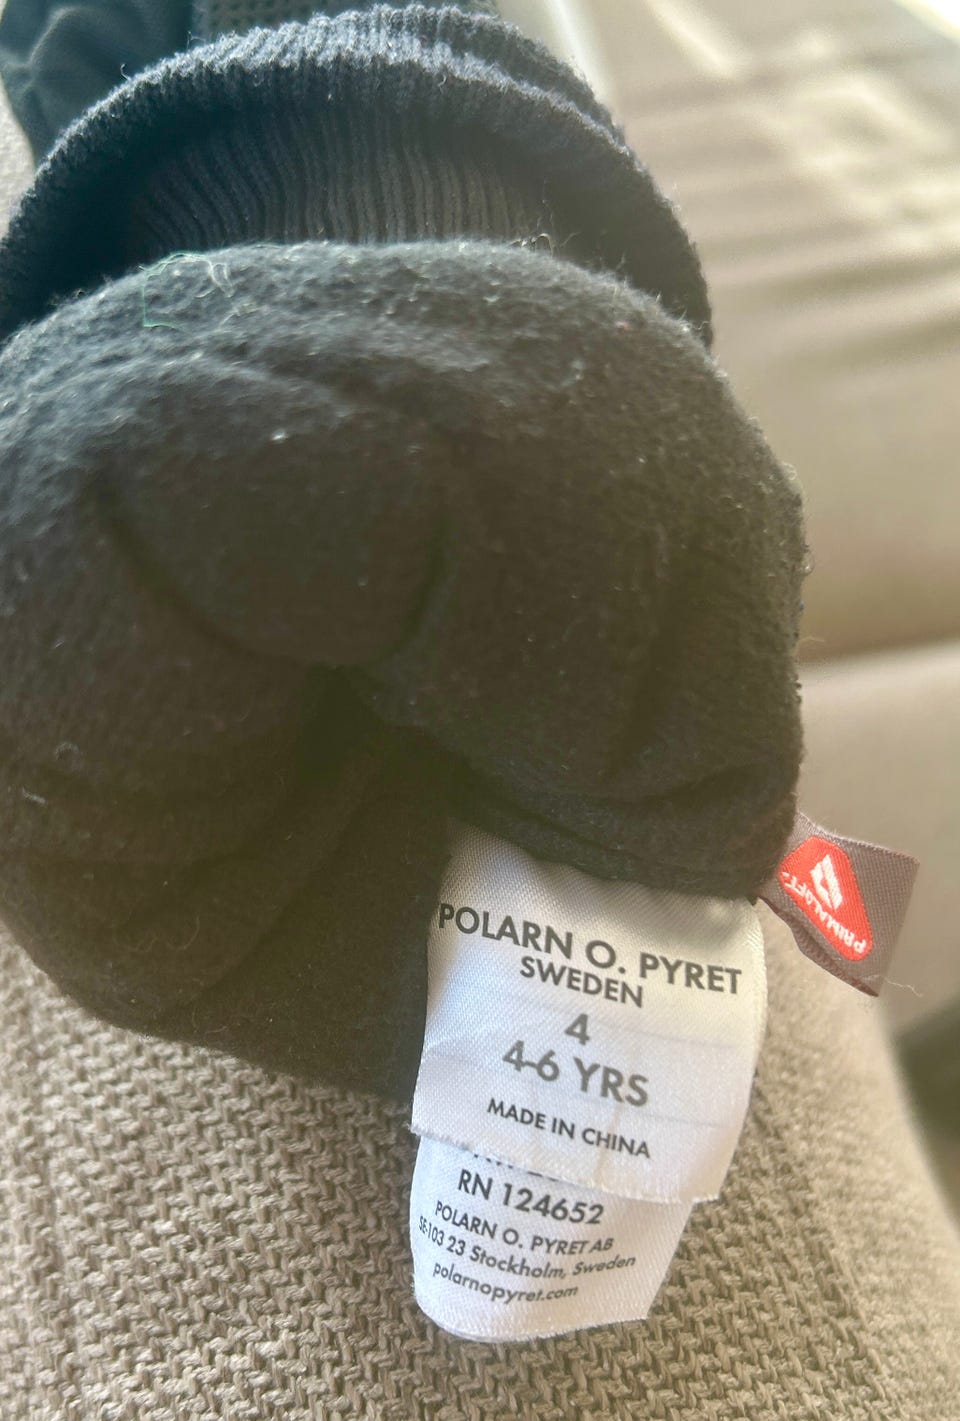 POLARN O. PYRET
SWEDEN
4
4-6 YRS
MADE IN CHINA
RN 124652
POLARN O. PYRET AB
SE-103 23 Stockholm, Sweden
polarnopyret.com
PRIMALOFT